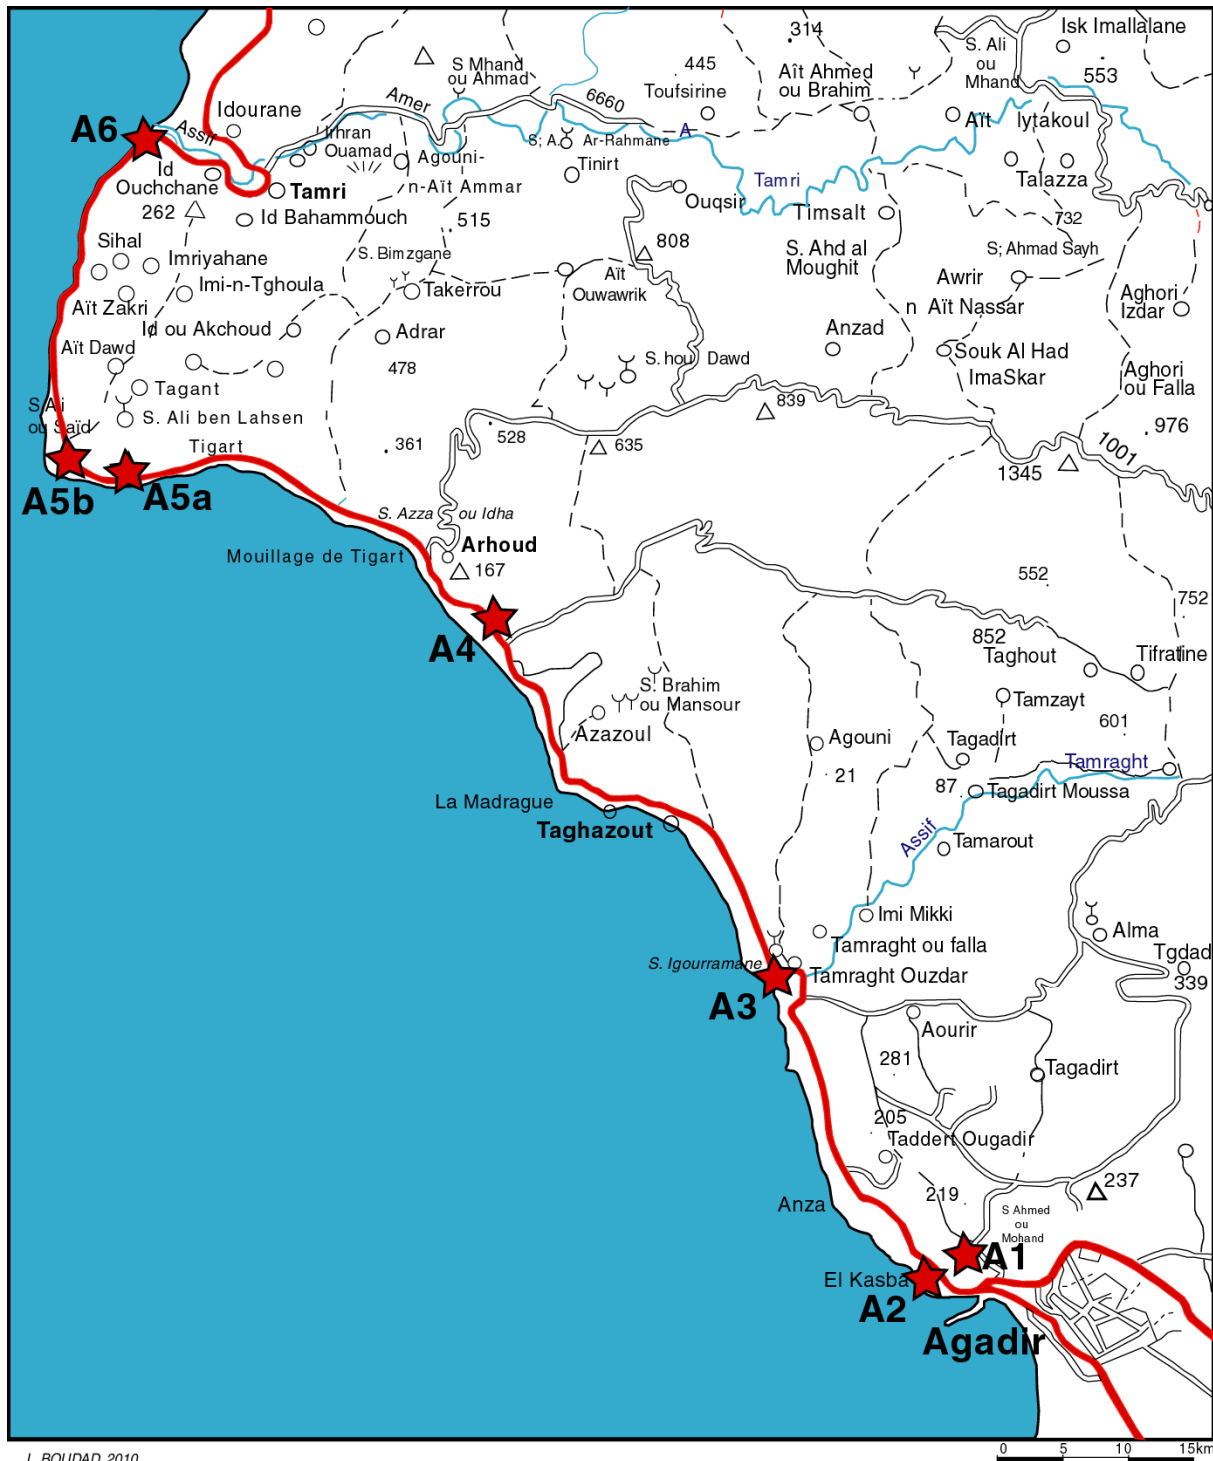 Isk Imallalane
314
S. Ali
ou
Mhand
553
445
Toufsirine
Aît Ahmed
ou Brahim
S Mhand
ou Ahmad
Amer
6660
Idourane
A6
Assif
Irhran
Ouamad
Agouni-
n-Aït Ammar
S; A.
Ar-Rahmane
A
Tinirt
Aït
Iytakoul
Id
Ouchchane
Tamri
Tamri
Talazza
262
Id Bahammouch
515
Ouqsir
Timsalt
732
Sihal
S. Bimzgane
808
S. Ahd al
Moughit
S; Ahmad Sayh
Imriyahane
Imi-n-Tghoula
Takerrou
Aït
Ouwawrik
Awrir
n Aït Nassar
Aghori
Izdar
Aït Zakri
Id ou Akchoud
Adrar
Anzad
Aït Dawd
478
S. hou Dawd
Souk Al Had
ImaSkar
Aghori
ou Falla
Tagant
839
S Ali
ou Saïd
S. Ali ben Lahsen
Tigart
361
528
635
976
1001
1345
A5b
A5a
S. Azza ou Idha
Mouillage de Tigart
Arhoud
167
552
752
A4
852
Taghout
Tifratine
S. Brahim
ou Mansour
Tamzayt
Azazoul
601
Agouni
Tagadirt
21
Tamraght
87
Tagadirt Moussa
La Madrague
Taghazout
Assif
Tamarout
Imi Mikki
Alma
Tamraght ou falla
Tgdad
S. Igourramane
Tamraght Ouzdar
339
A3
Aourir
281
Tagadirt
205
Taddert Ougadir
237
219
Anza
S Ahmed
ou
Mohand
A1
El Kasba
A2
Agadir
L. BOUDAD, 2010
0 5 10 15km